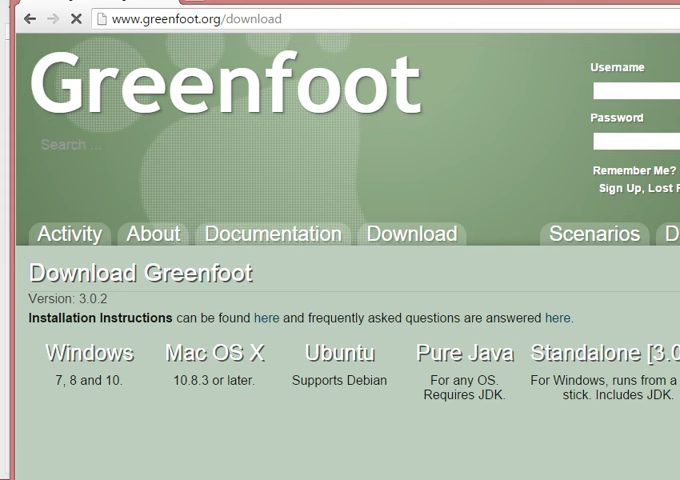 www.greenfoot.org/download
Greenfoot
Username
Search ...
Password
Remember Me?
Sign Up, Lost
Activity About Documentation Download Scenarios
Download Greenfoot
Version: 3.0.2
Installation Instructions can be found here and frequently asked questions are answered here.
Windows Mac OS X Ubuntu Pure Java Standalone [3.0
7, 8 and 10. 10.8.3 or later. Supports Debian For any OS. For Windows, runs from a
Requires JDK. stick. Includes JDK.